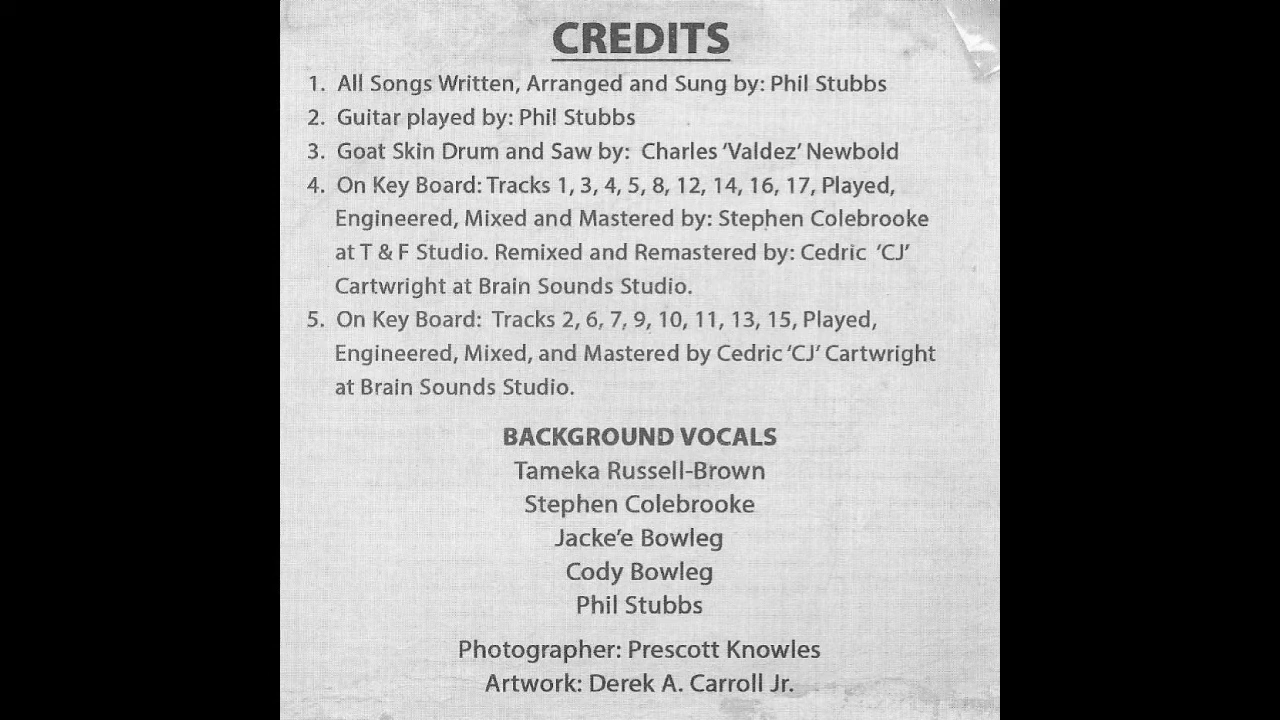 CREDITS
1. All Songs Written, Arranged and Sung by: Phil Stubbs
2. Guitar played by: Phil Stubbs
3. Goat Skin Drum and Saw by: Charles ‘Valdez’ Newbold
4. On Key Board: Tracks 1, 3, 4, 5, 8, 12, 14, 16, 17, Played,
Engineered, Mixed and Mastered by: Stephen Colebrooke
at T & F Studio. Remixed and Remastered by: Cedric ‘CJ’
Cartwright at Brain Sounds Studio.
5. On Key Board: Tracks 2, 6, 7, 9, 10, 11, 13, 15, Played,
Engineered, Mixed, and Mastered by Cedric ‘CJ’ Cartwright
at Brain Sounds Studio.
BACKGROUND VOCALS
Tameka Russell-Brown
Stephen Colebrooke
Jacke’e Bowleg
Cody Bowleg
Phil Stubbs
Photographer: Prescott Knowles
Artwork: Derek A. Carroll Jr.